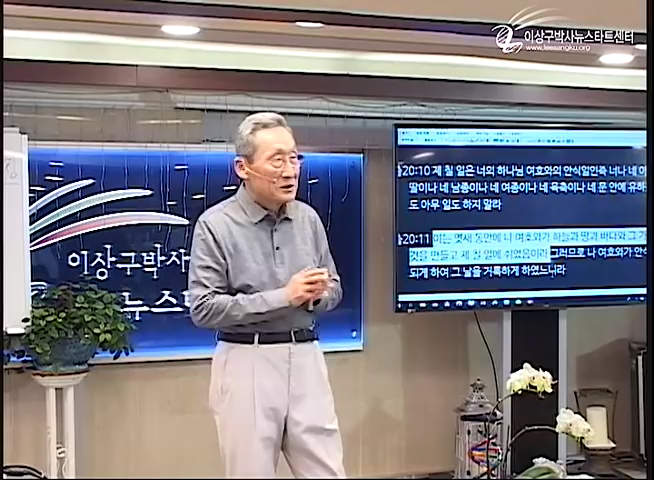 이상구박사뉴스타트센터
www.leesangku.org
20:10 제 칠 일은 너의 하나님 여호와의 안식일인즉 너나 네 아
딸이나 네 남종이나 네 여종이나 네 육축이나 네 문 안에 유하
도 아무 일도 하지 말라
20:11 이는 엿새 동안에 나 여호와가 하늘과 땅과 바다와 그 가
것을 만들고 제 칠 일에 쉬었음이라 그러므로 나 여호와가 안식
되게 하여 그 날을 거룩하게 하였느니라
이상구박사
뉴스타